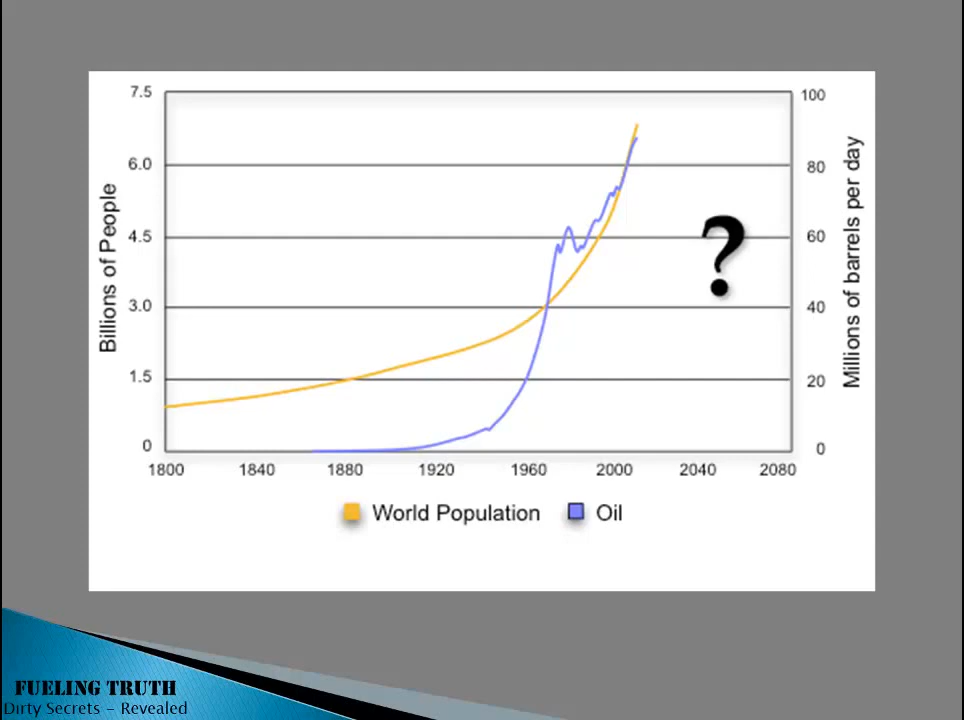 7.5
100
6.0
80
4.5
60
3.0
40
1.5
20
0
0
Billions of People
Millions of barrels per day
?
1800 1840 1880 1920 1960 2000 2040 2080
World Population Oil
FUELING TRUTH
Dirty Secrets - Revealed